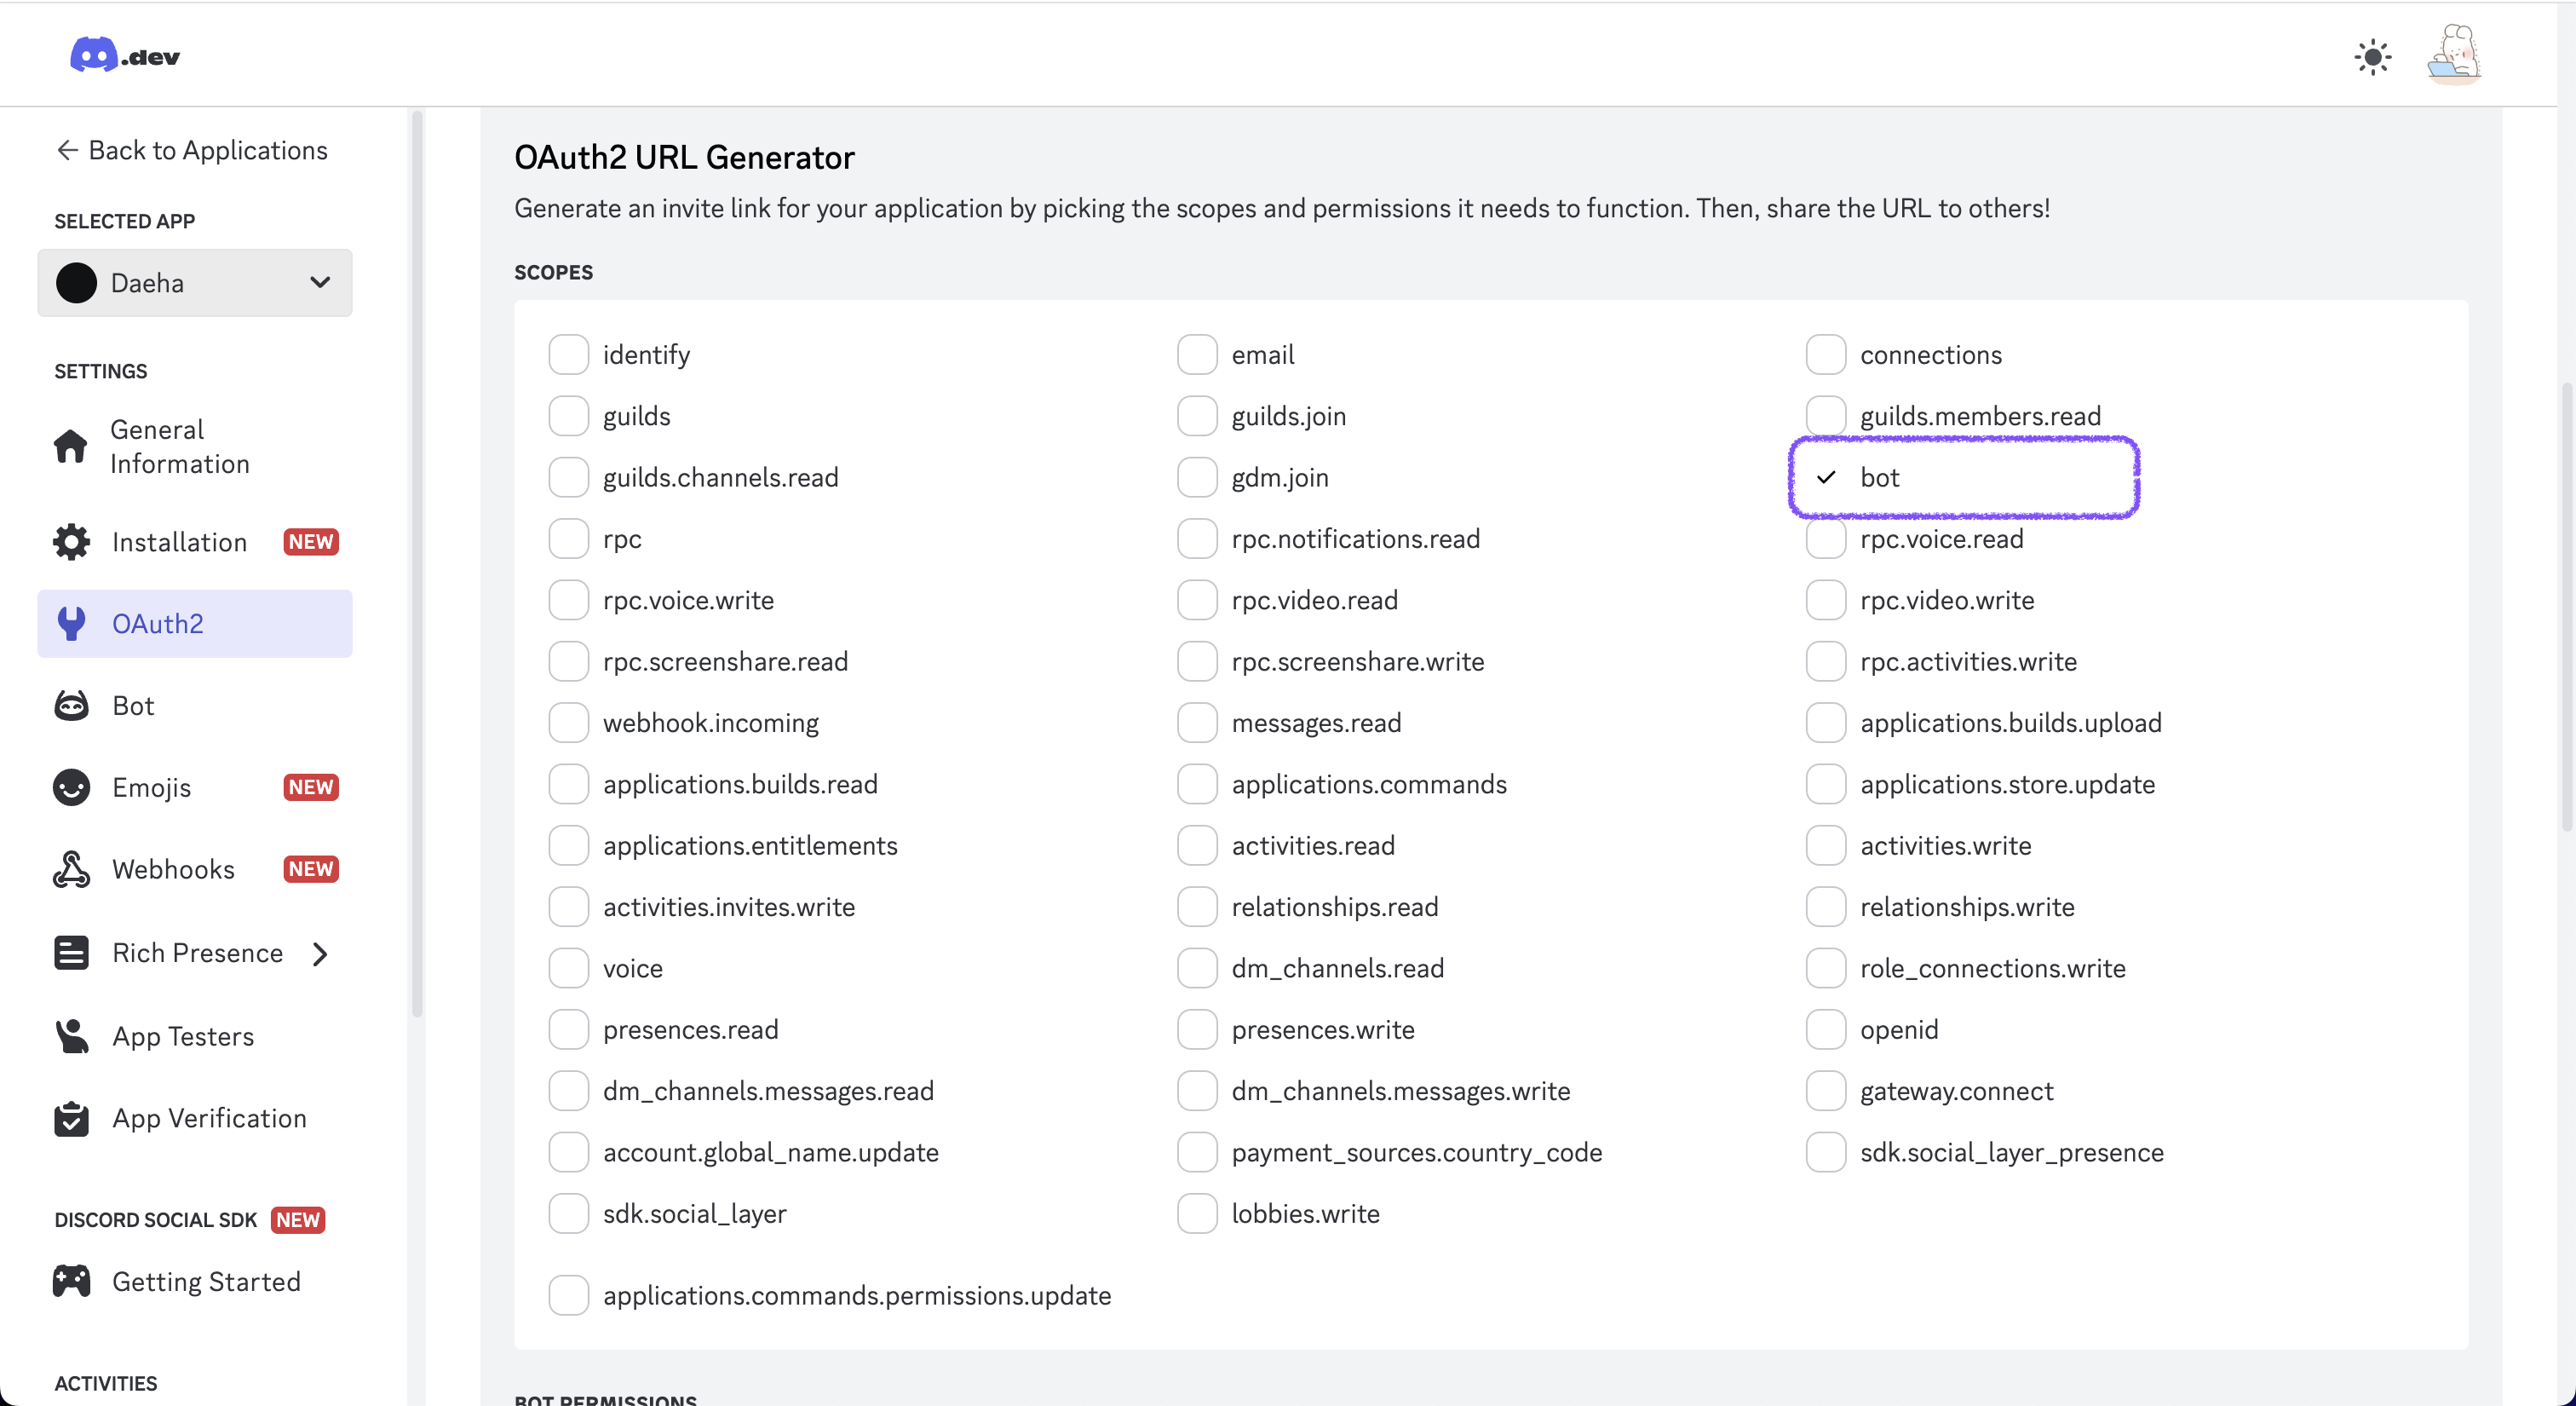 .dev
Back to Applications
SELECTED APP
Daeha
SETTINGS
General
Information
Installation NEW
OAuth2
Bot
Emojis NEW
Webhooks NEW
Rich Presence
App Testers
App Verification
DISCORD SOCIAL SDK NEW
Getting Started
ACTIVITIES
OAuth2 URL Generator
Generate an invite link for your application by picking the scopes and permissions it needs to function. Then, share the URL to others!
SCOPES
identify email connections
guilds guilds.join guilds.members.read
guilds.channels.read gdm.join bot
rpc rpc.notifications.read rpc.voice.read
rpc.voice.write rpc.video.read rpc.video.write
rpc.screenshare.read rpc.screenshare.write rpc.activities.write
webhook.incoming messages.read applications.builds.upload
applications.builds.read applications.commands applications.store.update
applications.entitlements activities.read activities.write
activities.invites.write relationships.read relationships.write
voice dm_channels.read role_connections.write
presences.read presences.write openid
dm_channels.messages.read dm_channels.messages.write gateway.connect
account.global_name.update payment_sources.country_code sdk.social_layer_presence
sdk.social_layer lobbies.write
applications.commands.permissions.update
BOT PERMISSIONS